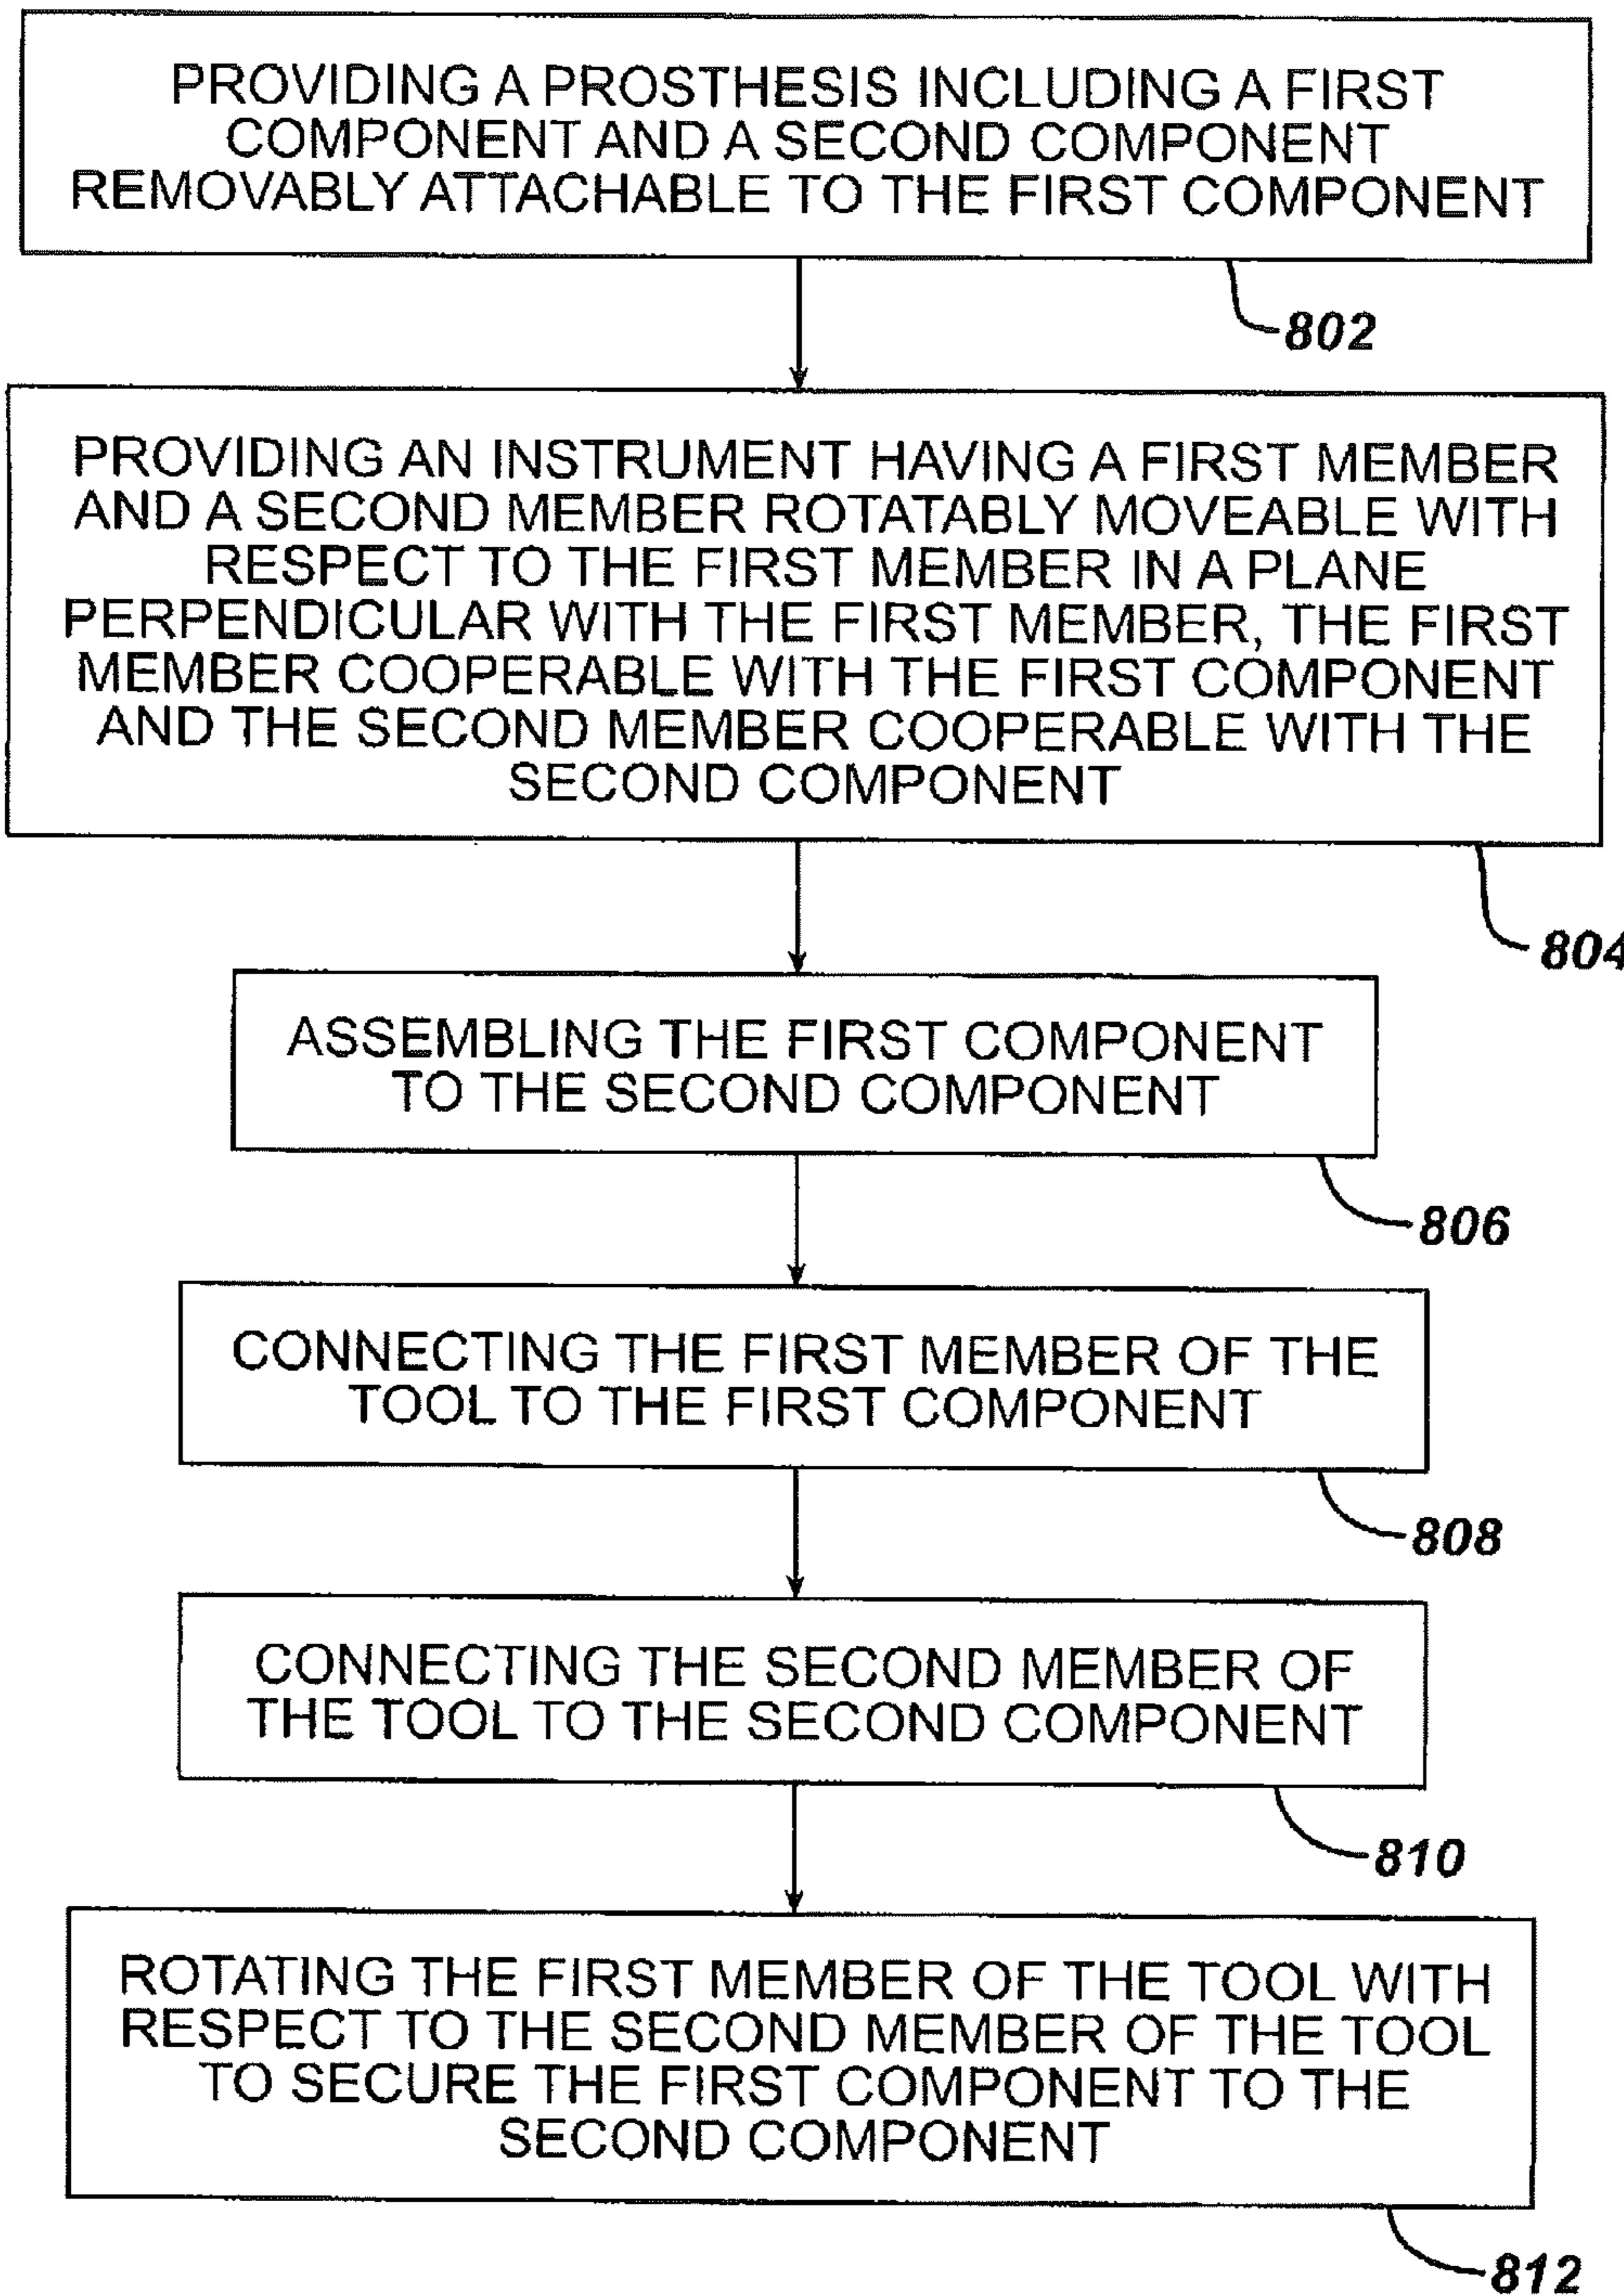 PROVIDING A PROSTHESIS INCLUDING A FIRST
COMPONENT AND A SECOND COMPONENT
REMOVABLY ATTACHABLE TO THE FIRST COMPONENT
802
PROVIDING AN INSTRUMENT HAVING A FIRST MEMBER
AND A SECOND MEMBER ROTATABLY MOVEABLE WITH
RESPECT TO THE FIRST MEMBER IN A PLANE
PERPENDICULAR WITH THE FIRST MEMBER, THE FIRST
MEMBER COOPERABLE WITH THE FIRST COMPONENT
AND THE SECOND MEMBER COOPERABLE WITH THE
SECOND COMPONENT
804
ASSEMBLING THE FIRST COMPONENT
TO THE SECOND COMPONENT
806
CONNECTING THE FIRST MEMBER OF THE
TOOL TO THE FIRST COMPONENT
808
CONNECTING THE SECOND MEMBER OF
THE TOOL TO THE SECOND COMPONENT
810
ROTATING THE FIRST MEMBER OF THE TOOL WITH
RESPECT TO THE SECOND MEMBER OF THE TOOL
TO SECURE THE FIRST COMPONENT TO THE
SECOND COMPONENT
812